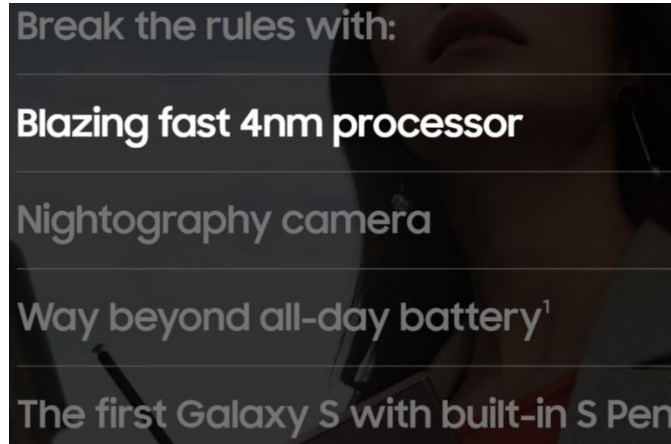 Break the rules with:
Blazing fast 4nm processor
Nightography camera
Way beyond all-day battery¹
The first Galaxy S with built-in S Pen